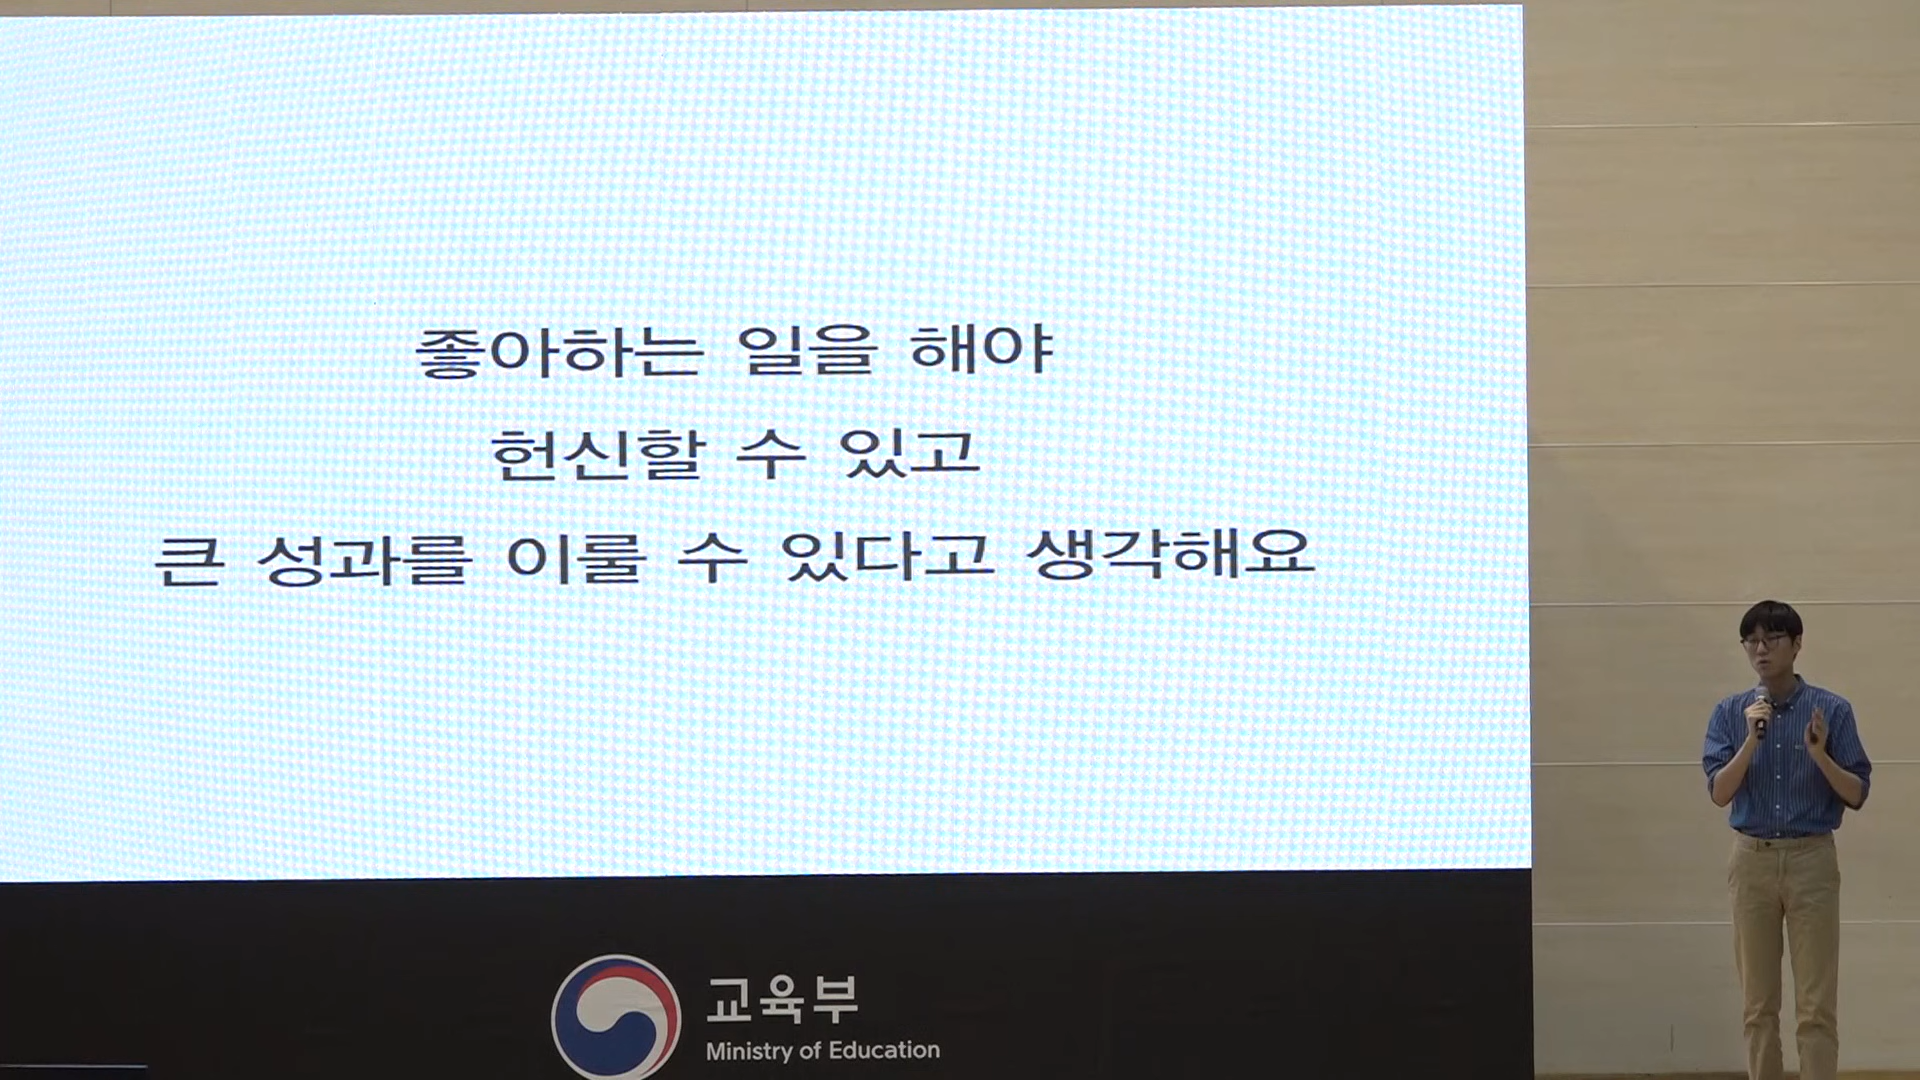 좋아하는 일을 해야
헌신할 수 있고
큰 성과를 이룰 수 있다고 생각해요
교육부
Ministry of Education